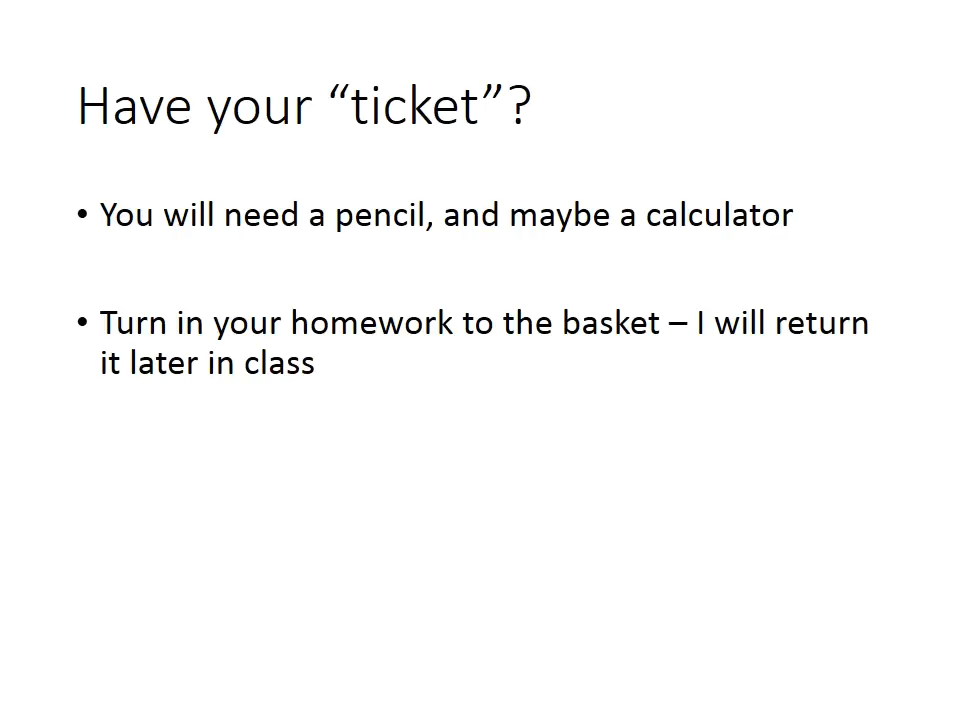 Have your “ticket”?
• You will need a pencil, and maybe a calculator
• Turn in your homework to the basket – I will return
it later in class